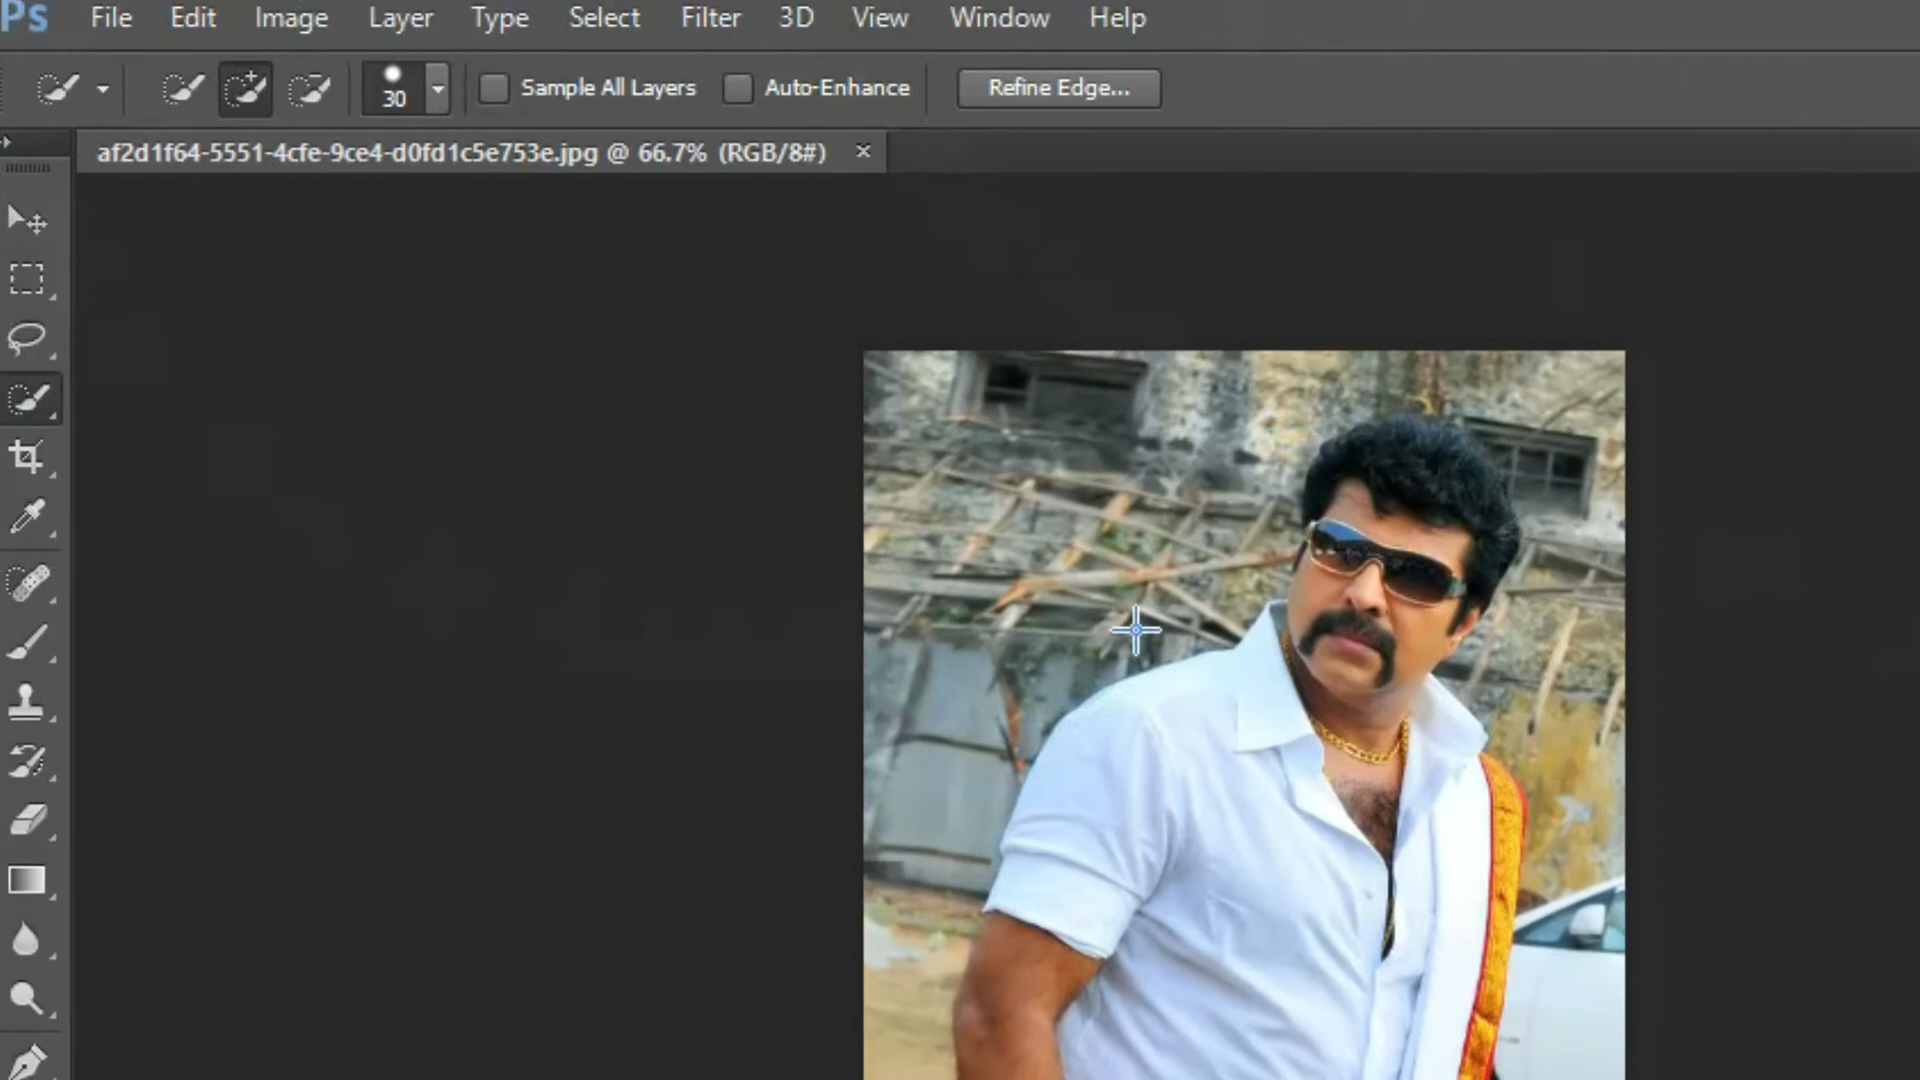 Ps File Edit Image Layer Type Select Filter 3D View Window Help
30 Sample All Layers Auto-Enhance Refine Edge...
af2d1f64-5551-4cfe-9ce4-d0fd1c5e753e.jpg @ 66.7% (RGB/8#) ×